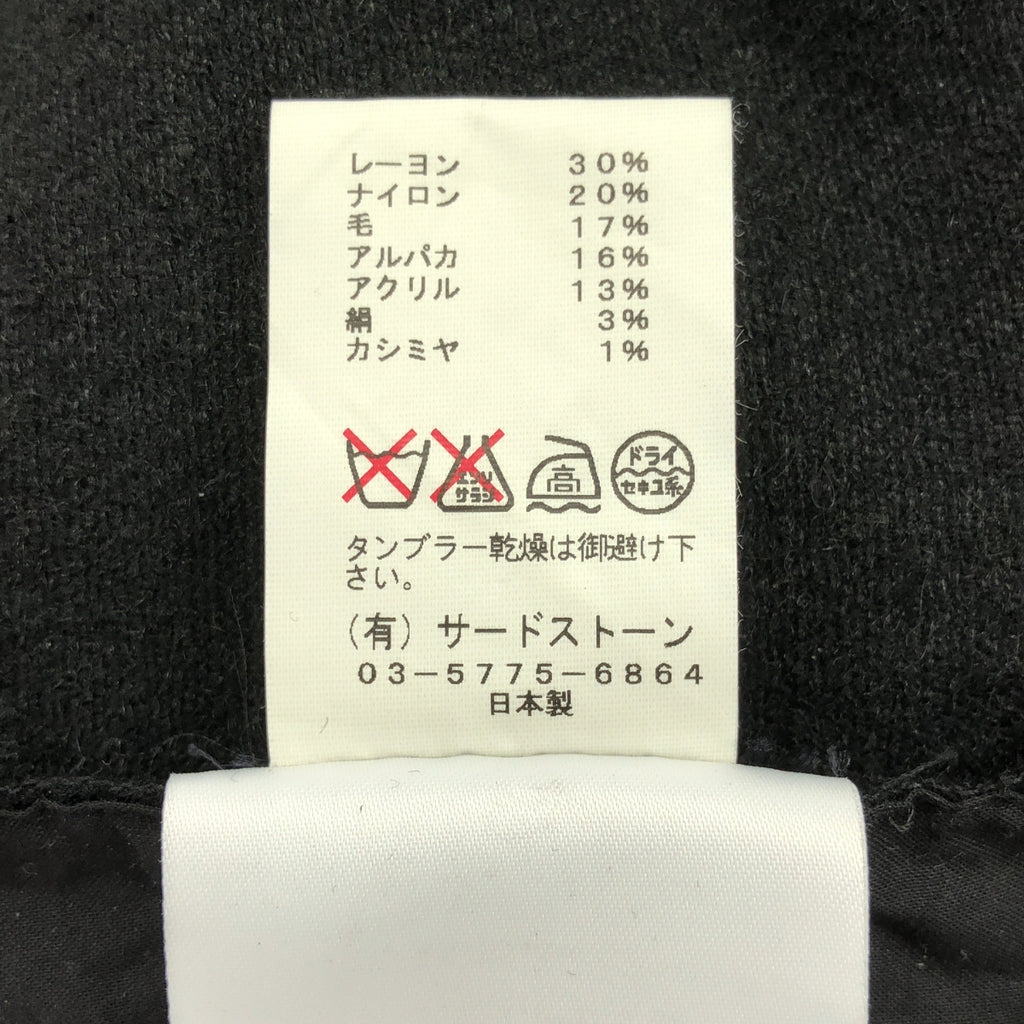 レーヨン 30%
ナイロン 20%
毛 17%
アルパカ 16%
アクリル 13%
絹 3%
カシミヤ 1%
エンソ
サラシ
高
ドライ
セキユ系
タンブラー乾燥は御避け下
さい。
(有) サードストーン
03-5775-6864
日本製